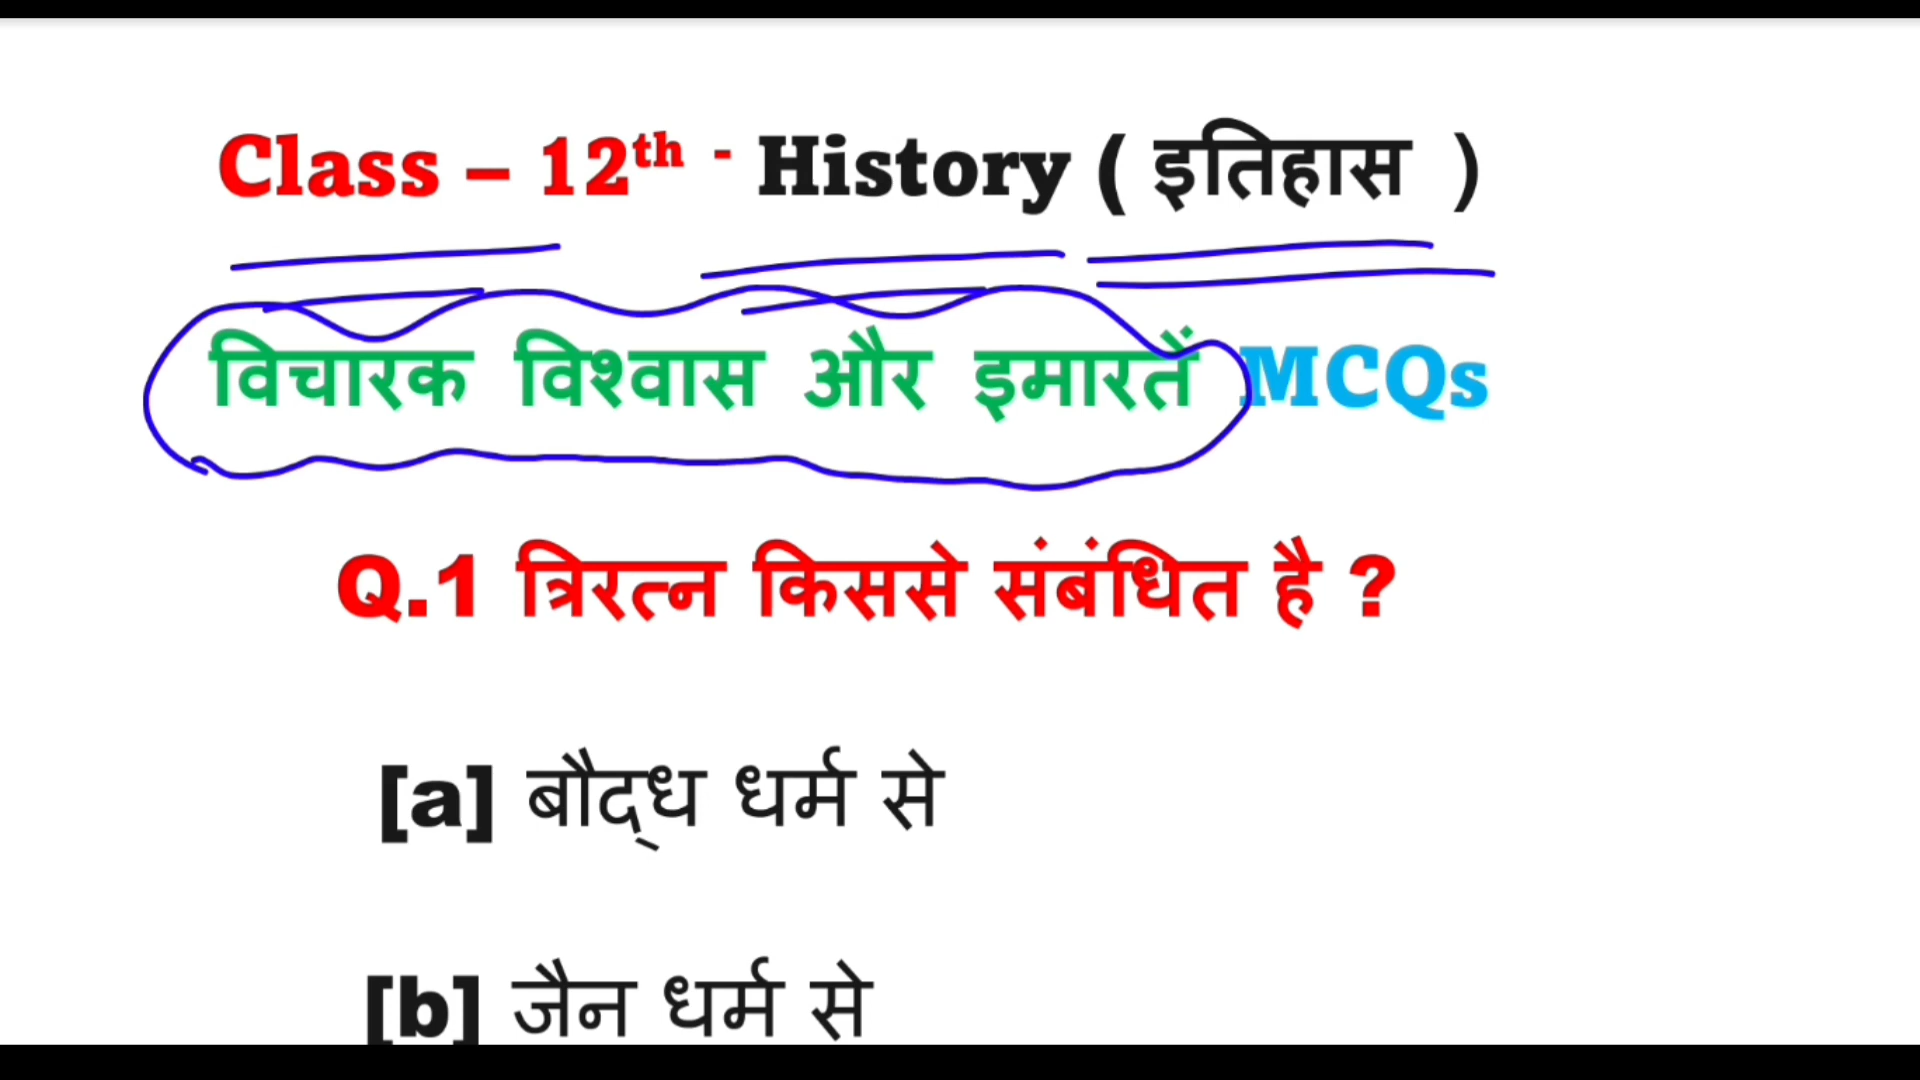 Class – 12th - History ( इतिहास )
विचारक विश्वास और इमारतें MCQs
Q.1 त्रिरत्न किससे संबंधित है ?
[a] बौद्ध धर्म से
[b] जैन धर्म से